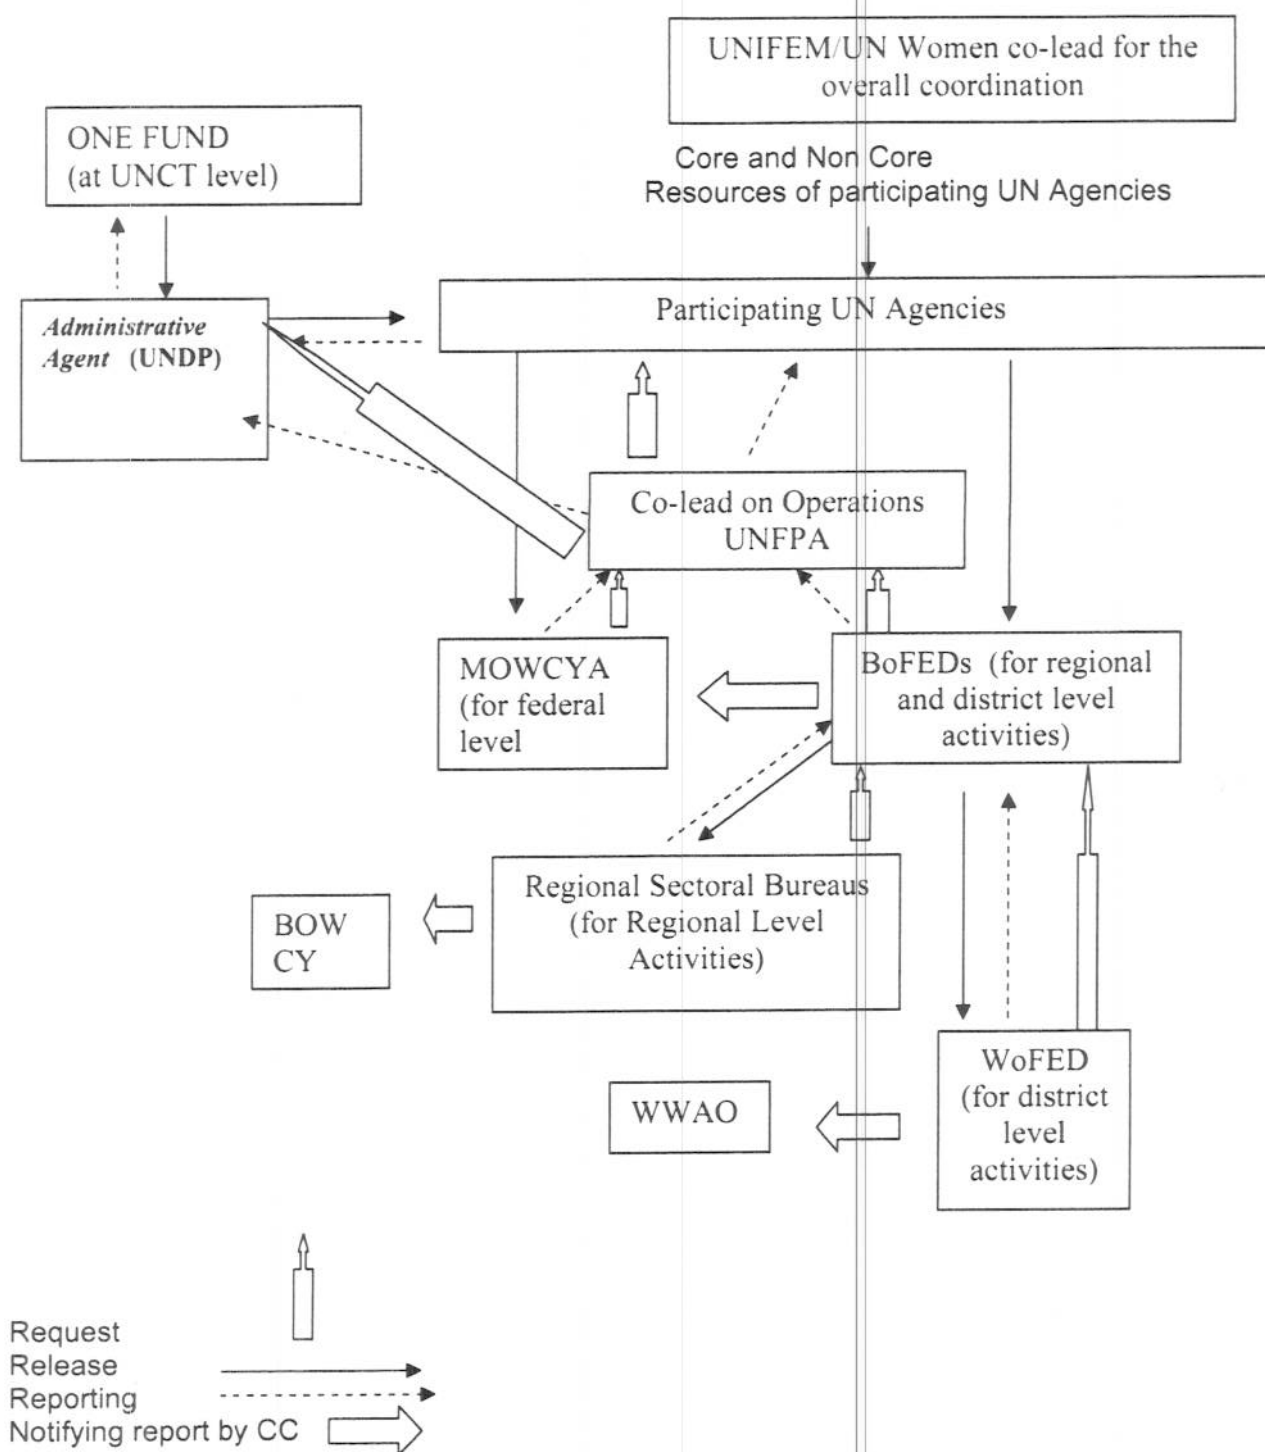 UNIFEM/UN Women co-lead for the
overall coordination
ONE FUND
(at UNCT level)
Core and Non Core
Resources of participating UN Agencies
Participating UN Agencies
Administrative
Agent (UNDP)
Co-lead on Operations
UNFPA
MOWCYA
(for federal
level
BoFEDs (for regional
and district level
activities)
Regional Sectoral Bureaus
(for Regional Level
Activities)
BOW
CY
WoFED
(for district
level
activities)
WWAO
Request
Release
Reporting
Notifying report by CC